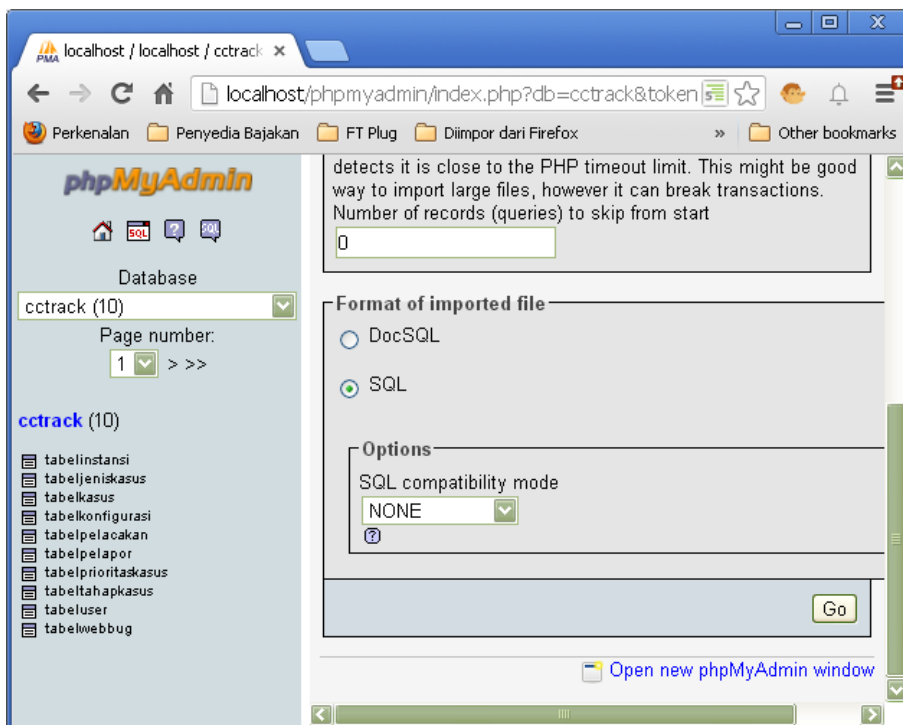 localhost / localhost / cctrack
localhost/phpmyadmin/index.php?db=cctrack&token
Perkenalan
Penyedia Bajakan
FT Plug
Diimpor dari Firefox
»
Other bookmarks
phpMyAdmin
SQL
Database
cctrack (10)
Page number:
1 > >>
cctrack (10)
tabelinstansi
tabeljeniskasus
tabelkasus
tabelkonfigurasi
tabelpelacakan
tabelpelapor
tabelprioritaskasus
tabeltahapkasus
tabeluser
tabelwebbug
detects it is close to the PHP timeout limit. This might be good
way to import large files, however it can break transactions.
Number of records (queries) to skip from start
0
Format of imported file
DocSQL
SQL
Options
SQL compatibility mode
NONE
Go
Open new phpMyAdmin window